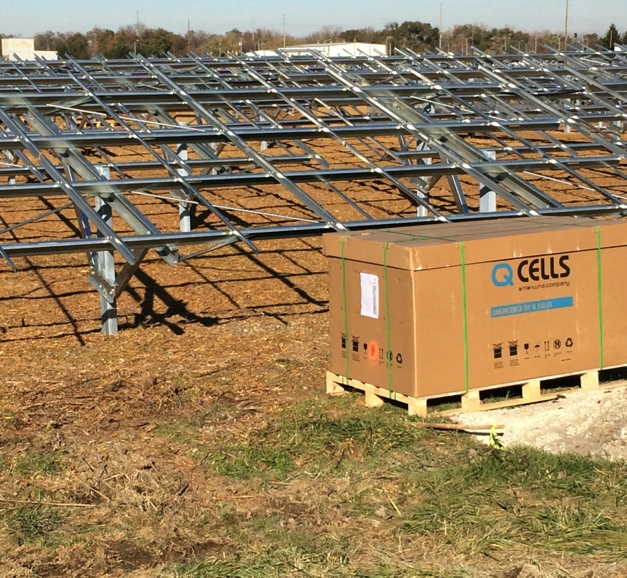 Q CELLS
a Hanwha company
ENGINEERED BY Q.CELLS